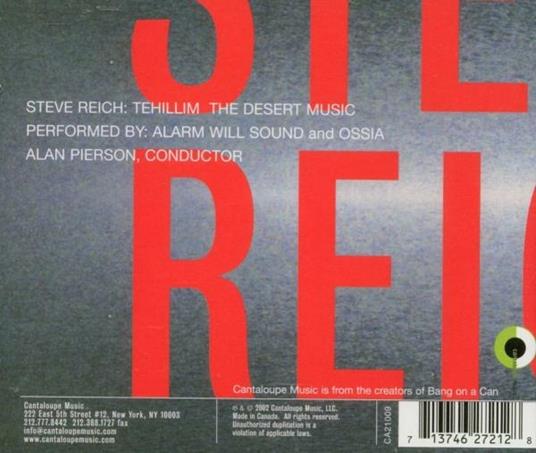 STE
STEVE REICH: TEHILLIM THE DESERT MUSIC
PERFORMED BY: ALARM WILL SOUND and OSSIA
ALAN PIERSON, CONDUCTOR
REIC
Cantaloupe Music is from the creators of Bang on a Can
Cantaloupe Music
222 East 5th Street #12, New York, NY 10003
212.777.8442 212.388.1727 fax
info@cantaloupemusic.com
www.cantaloupemusic.com
℗ & © 2002 Cantaloupe Music, LLC.
Made in Canada. All rights reserved.
Unauthorized duplication is a
violation of applicable laws.
CA21009
7 13746 27212 8